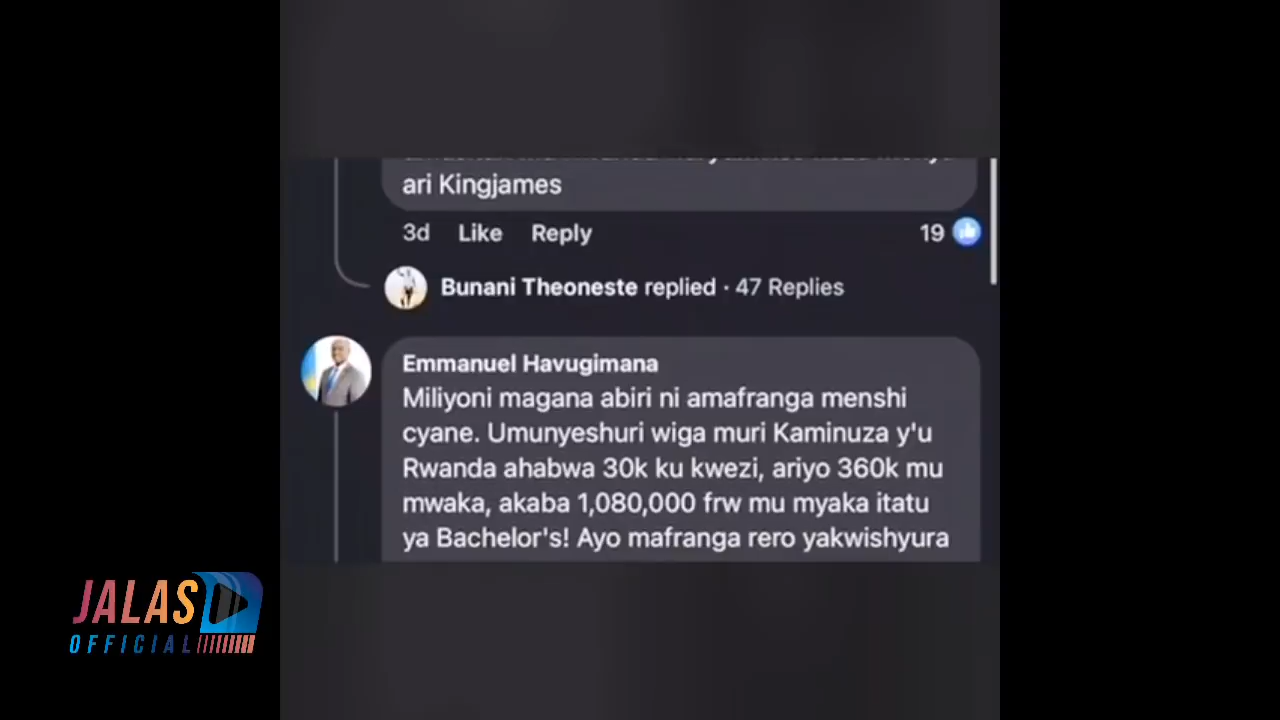 ari Kingjames
3d Like Reply 19
Bunani Theoneste replied · 47 Replies
Emmanuel Havugimana
Miliyoni magana abiri ni amafranga menshi
cyane. Umunyeshuri wiga muri Kaminuza y'u
Rwanda ahabwa 30k ku kwezi, ariyo 360k mu
mwaka, akaba 1,080,000 frw mu myaka itatu
ya Bachelor's! Ayo mafranga rero yakwishyura
JALAS
OFFICIAL